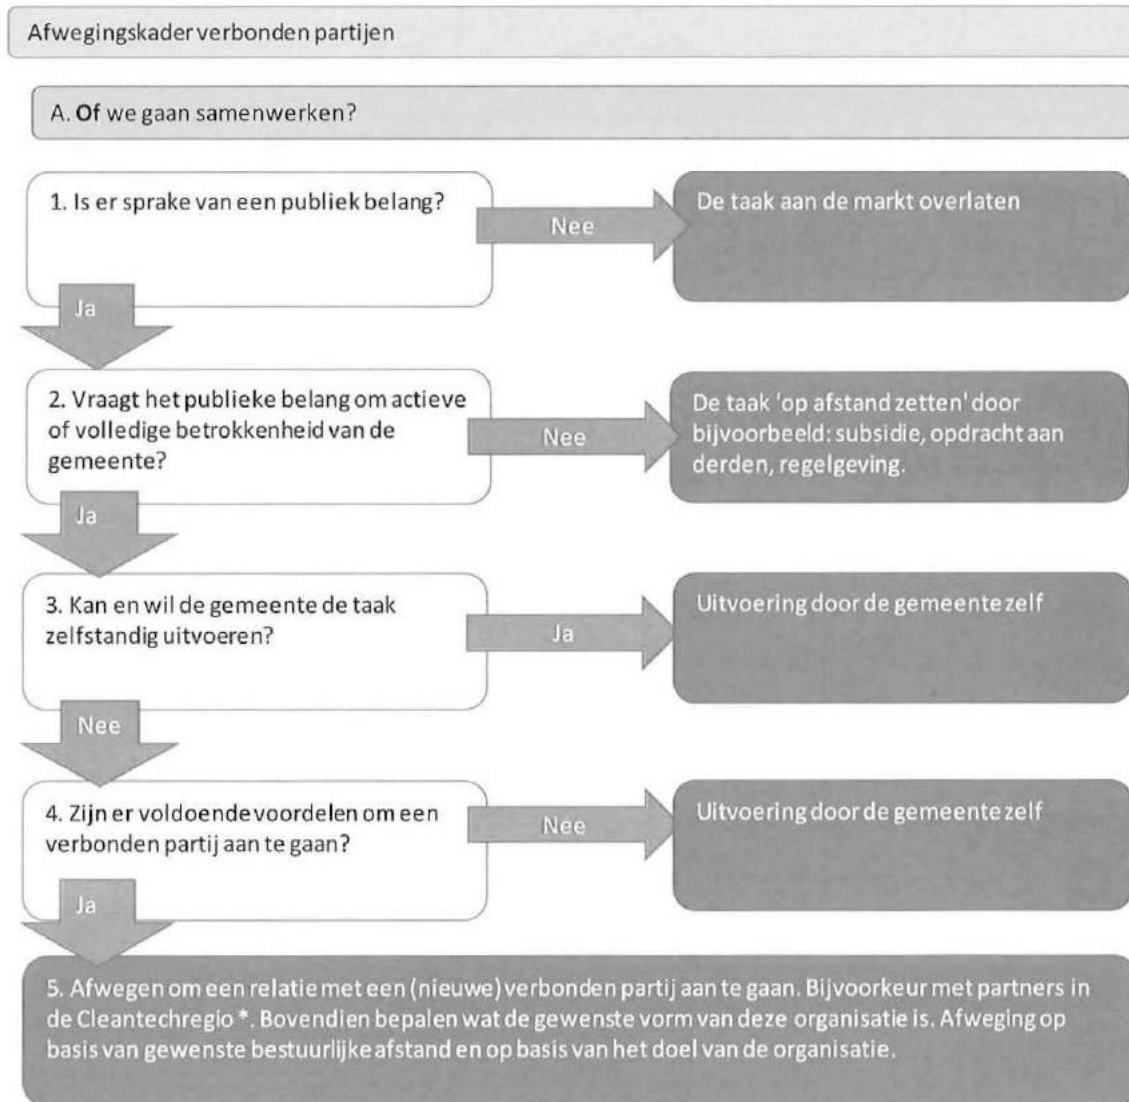 Afwegingskader verbonden partijen
A. Of we gaan samenwerken?
1. Is er sprake van een publiek belang?
Nee
De taak aan de markt overlaten
Ja
2. Vraagt het publieke belang om actieve
of volledige betrokkenheid van de
gemeente?
Nee
De taak 'op afstand zetten' door
bijvoorbeeld: subsidie, opdracht aan
derden, regelgeving.
Ja
3. Kan en wil de gemeente de taak
zelfstandig uitvoeren?
Ja
Uitvoering door de gemeente zelf
Nee
4. Zijn er voldoende voordelen om een
verbonden partij aan te gaan?
Nee
Uitvoering door de gemeente zelf
Ja
5. Afwegen om een relatie met een (nieuwe) verbonden partij aan te gaan. Bijvoorkeur met partners in
de Cleantechregio *. Bovendien bepalen wat de gewenste vorm van deze organisatie is. Afweging op
basis van gewenste bestuurlijke afstand en op basis van het doel van de organisatie.